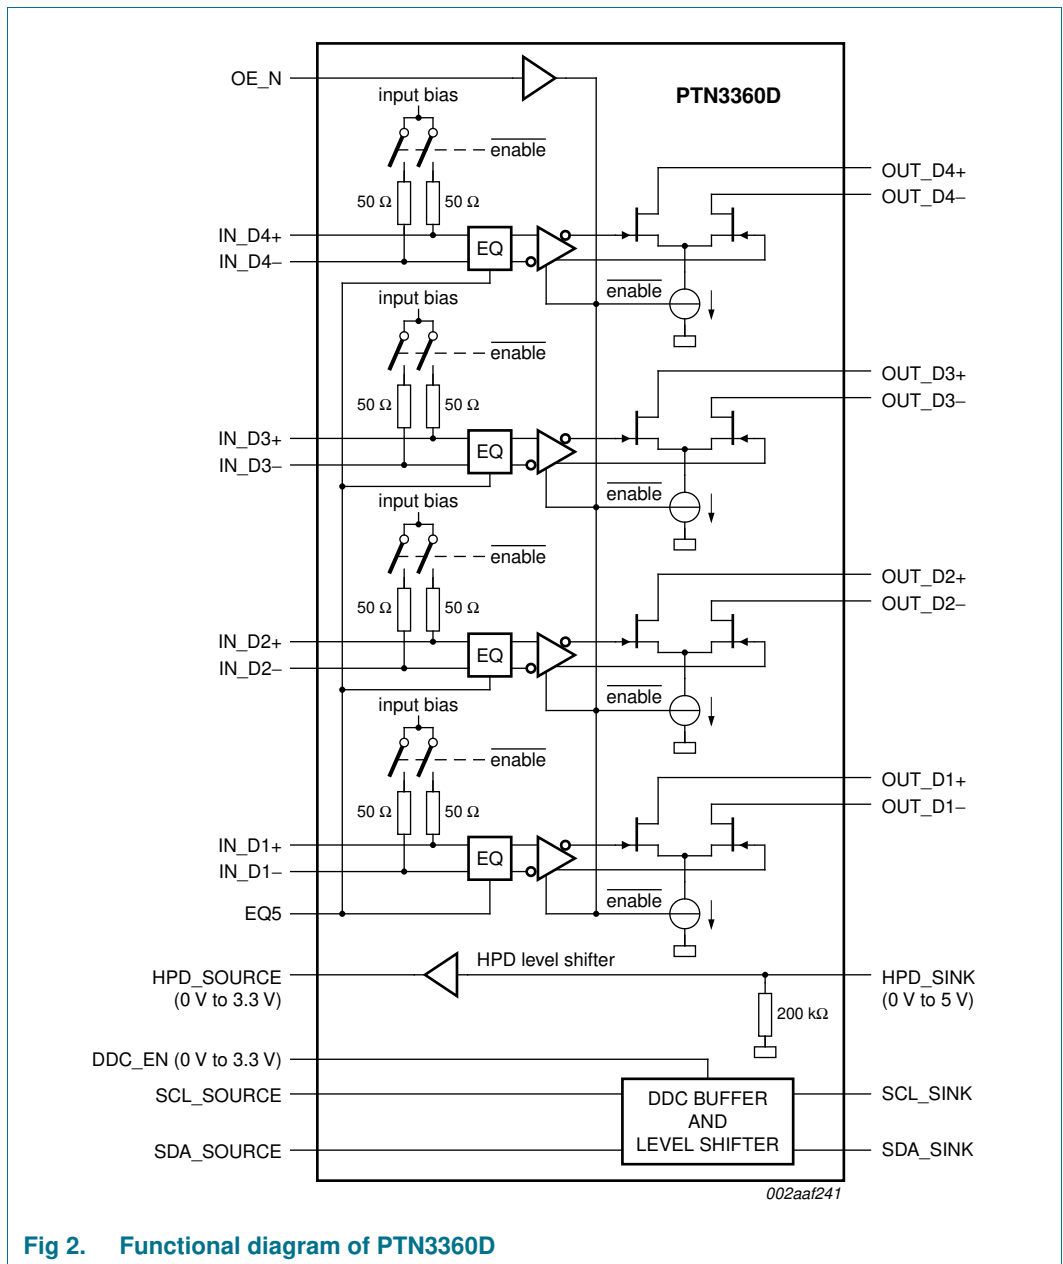 OE_N
PTN3360D
input bias
enable
50 Ω
50 Ω
OUT_D4+
OUT_D4−
IN_D4+
IN_D4−
EQ
enable
input bias
enable
50 Ω
50 Ω
OUT_D3+
OUT_D3−
IN_D3+
IN_D3−
EQ
enable
input bias
enable
50 Ω
50 Ω
OUT_D2+
OUT_D2−
IN_D2+
IN_D2−
EQ
enable
input bias
enable
50 Ω
50 Ω
OUT_D1+
OUT_D1−
IN_D1+
IN_D1−
EQ
enable
EQ5
HPD_SOURCE
(0 V to 3.3 V)
HPD level shifter
HPD_SINK
(0 V to 5 V)
200 kΩ
DDC_EN (0 V to 3.3 V)
SCL_SOURCE
SDA_SOURCE
DDC BUFFER
AND
LEVEL SHIFTER
SCL_SINK
SDA_SINK
002aaf241
Fig 2. Functional diagram of PTN3360D